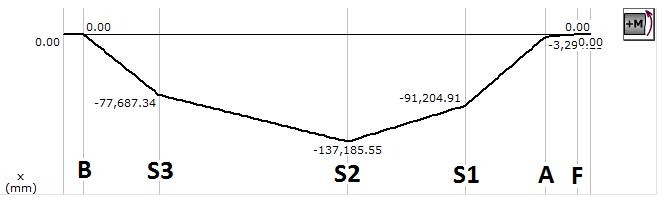 0.00
0.00
0.00
+M
-3,29
0.00
-77,687.34
-91,204.91
-137,185.55
x
(mm)
B S3 S2 S1 A F